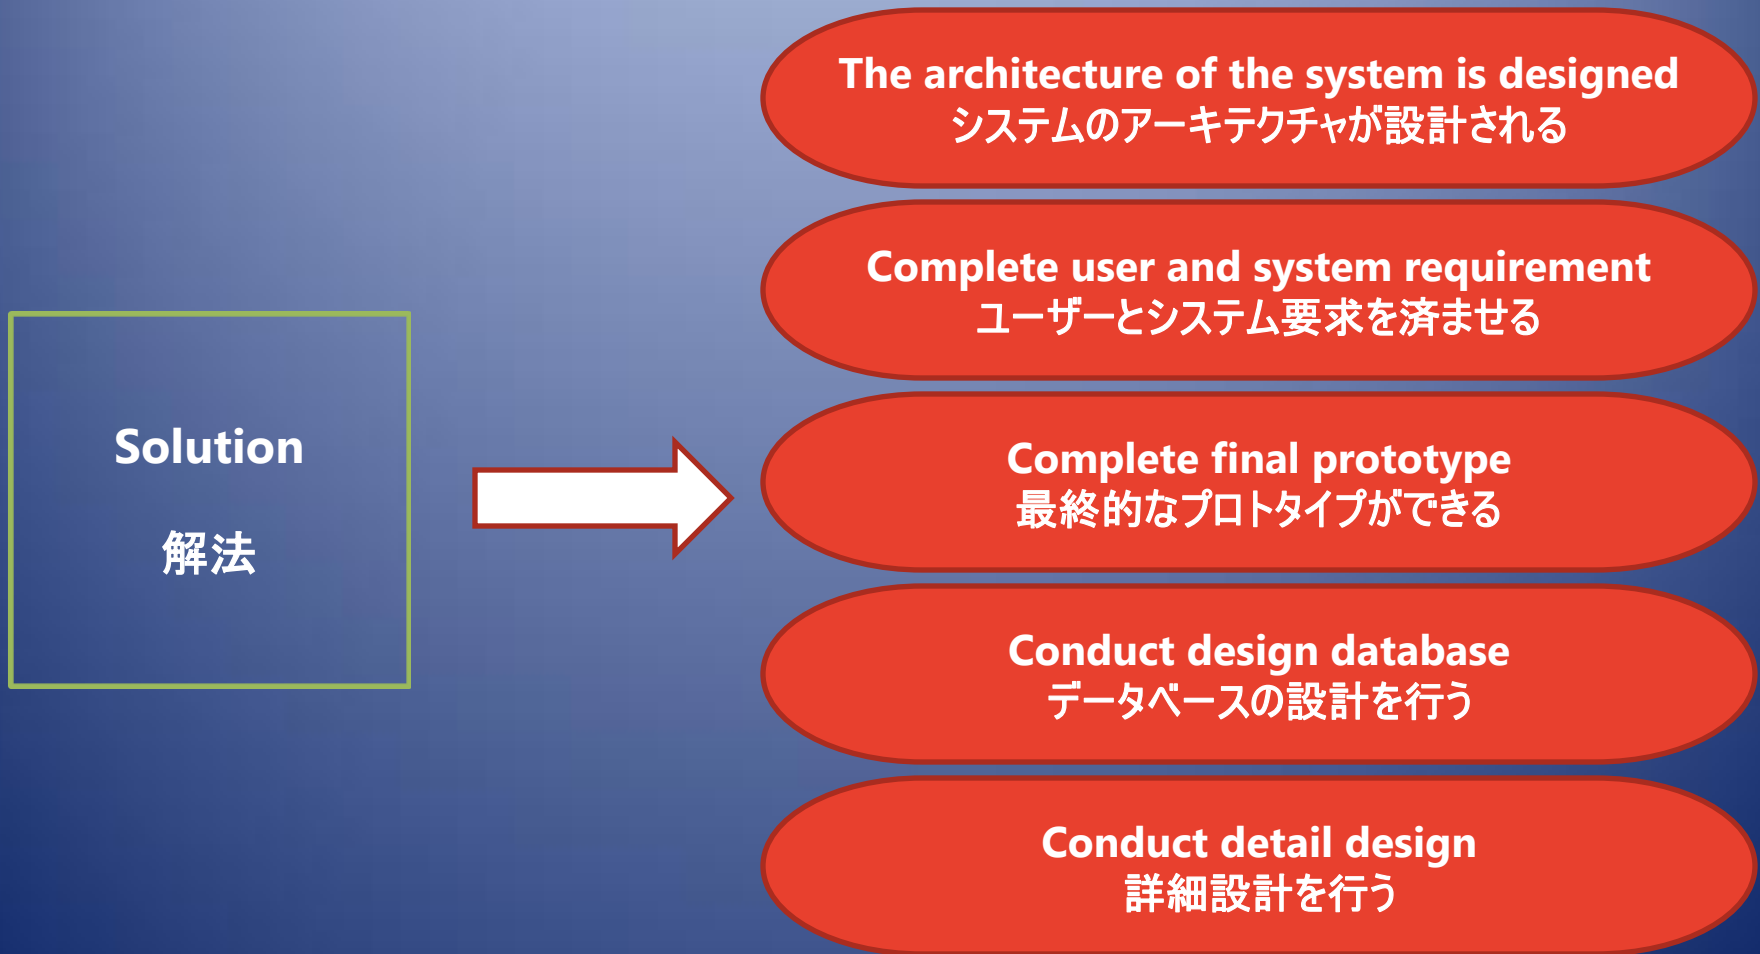 Solution
解法
The architecture of the system is designed
システムのアーキテクチャが設計される
Complete user and system requirement
ユーザーとシステム要求を済ませる
Complete final prototype
最終的なプロトタイプができる
Conduct design database
データベースの設計を行う
Conduct detail design
詳細設計を行う